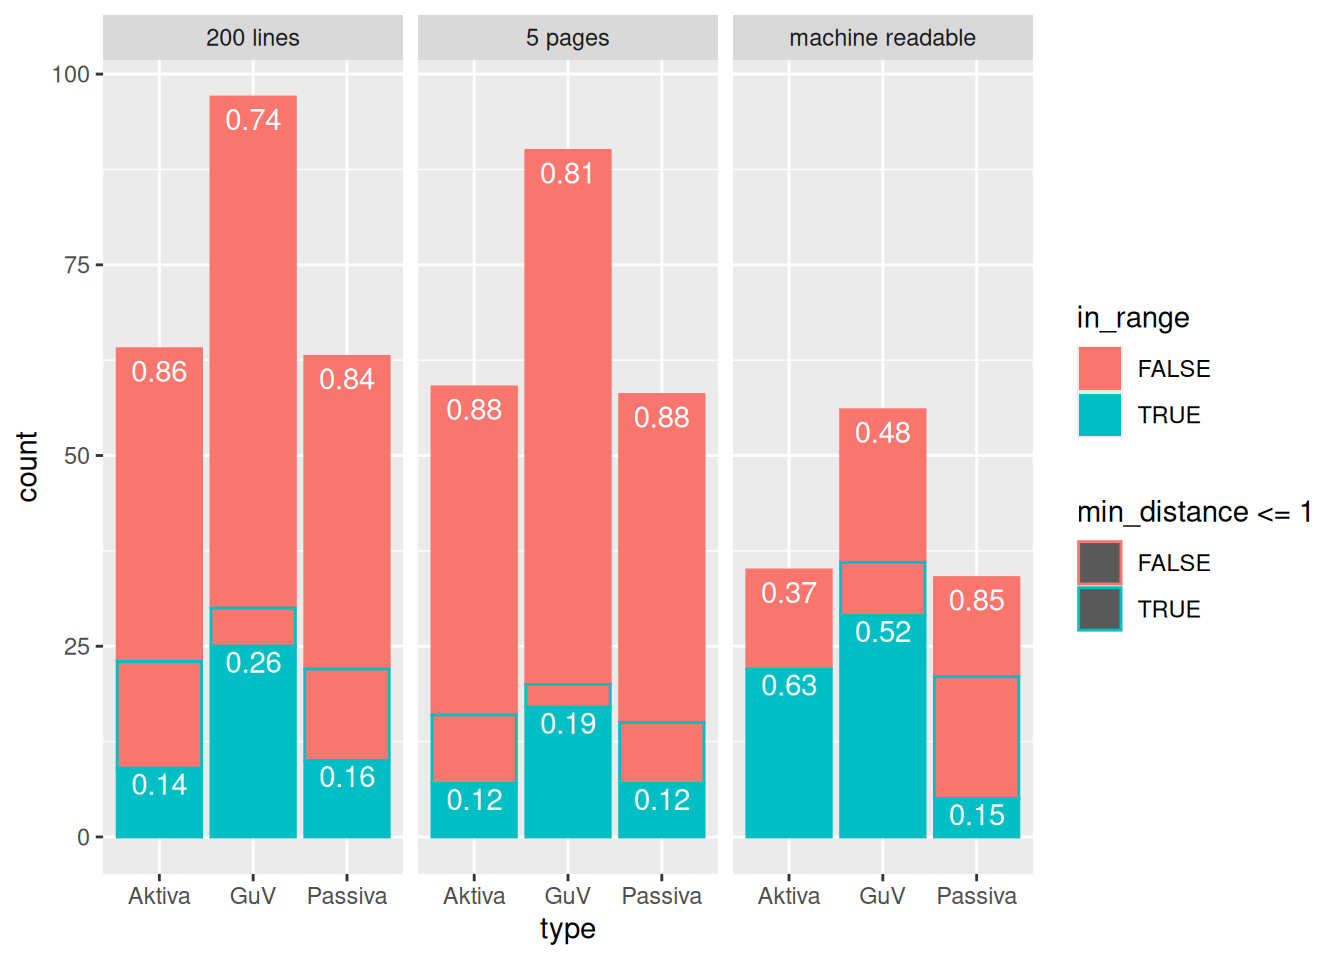 200 lines
5 pages
machine readable
count
100
75
50
25
0
0.86
0.14
0.74
0.26
0.84
0.16
0.88
0.12
0.81
0.19
0.88
0.12
0.37
0.63
0.48
0.52
0.85
0.15
Aktiva
GuV
Passiva
Aktiva
GuV
Passiva
Aktiva
GuV
Passiva
type
in_range
FALSE
TRUE
min_distance <= 1
FALSE
TRUE